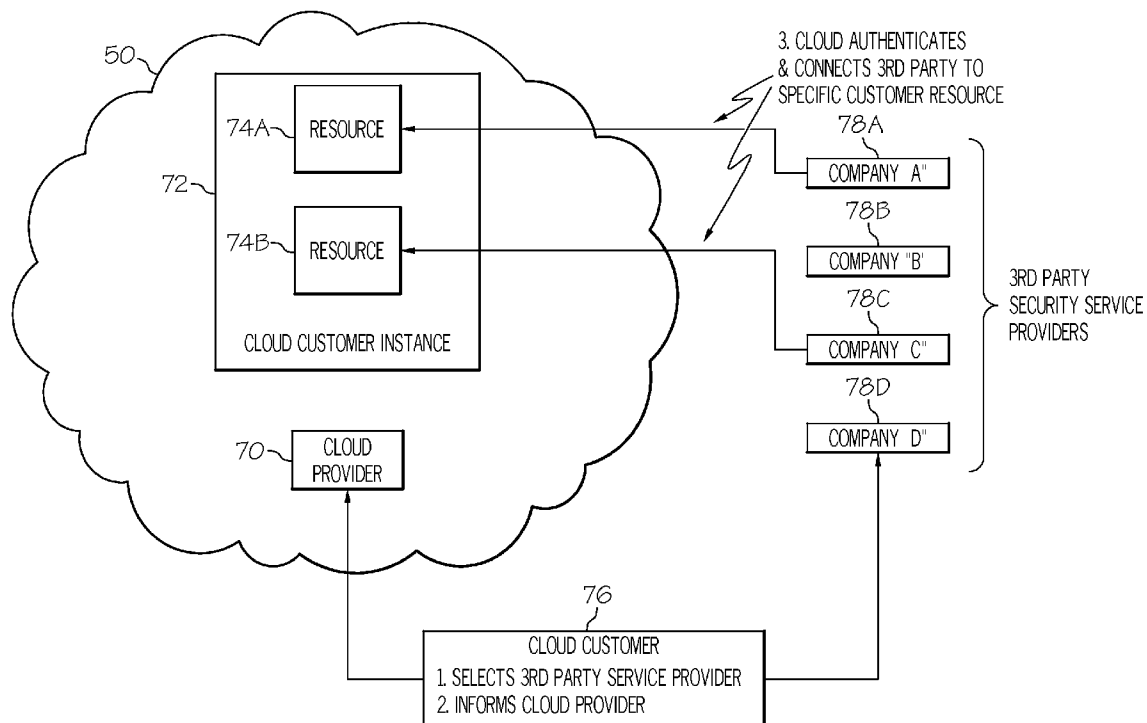 50
3. CLOUD AUTHENTICATES
& CONNECTS 3RD PARTY TO
SPECIFIC CUSTOMER RESOURCE
74A
RESOURCE
78A
COMPANY A"
72
78B
COMPANY "B'
74B
RESOURCE
3RD PARTY
SECURITY SERVICE
PROVIDERS
78C
COMPANY C"
CLOUD CUSTOMER INSTANCE
78D
COMPANY D"
70
CLOUD
PROVIDER
76
CLOUD CUSTOMER
1. SELECTS 3RD PARTY SERVICE PROVIDER
2. INFORMS CLOUD PROVIDER